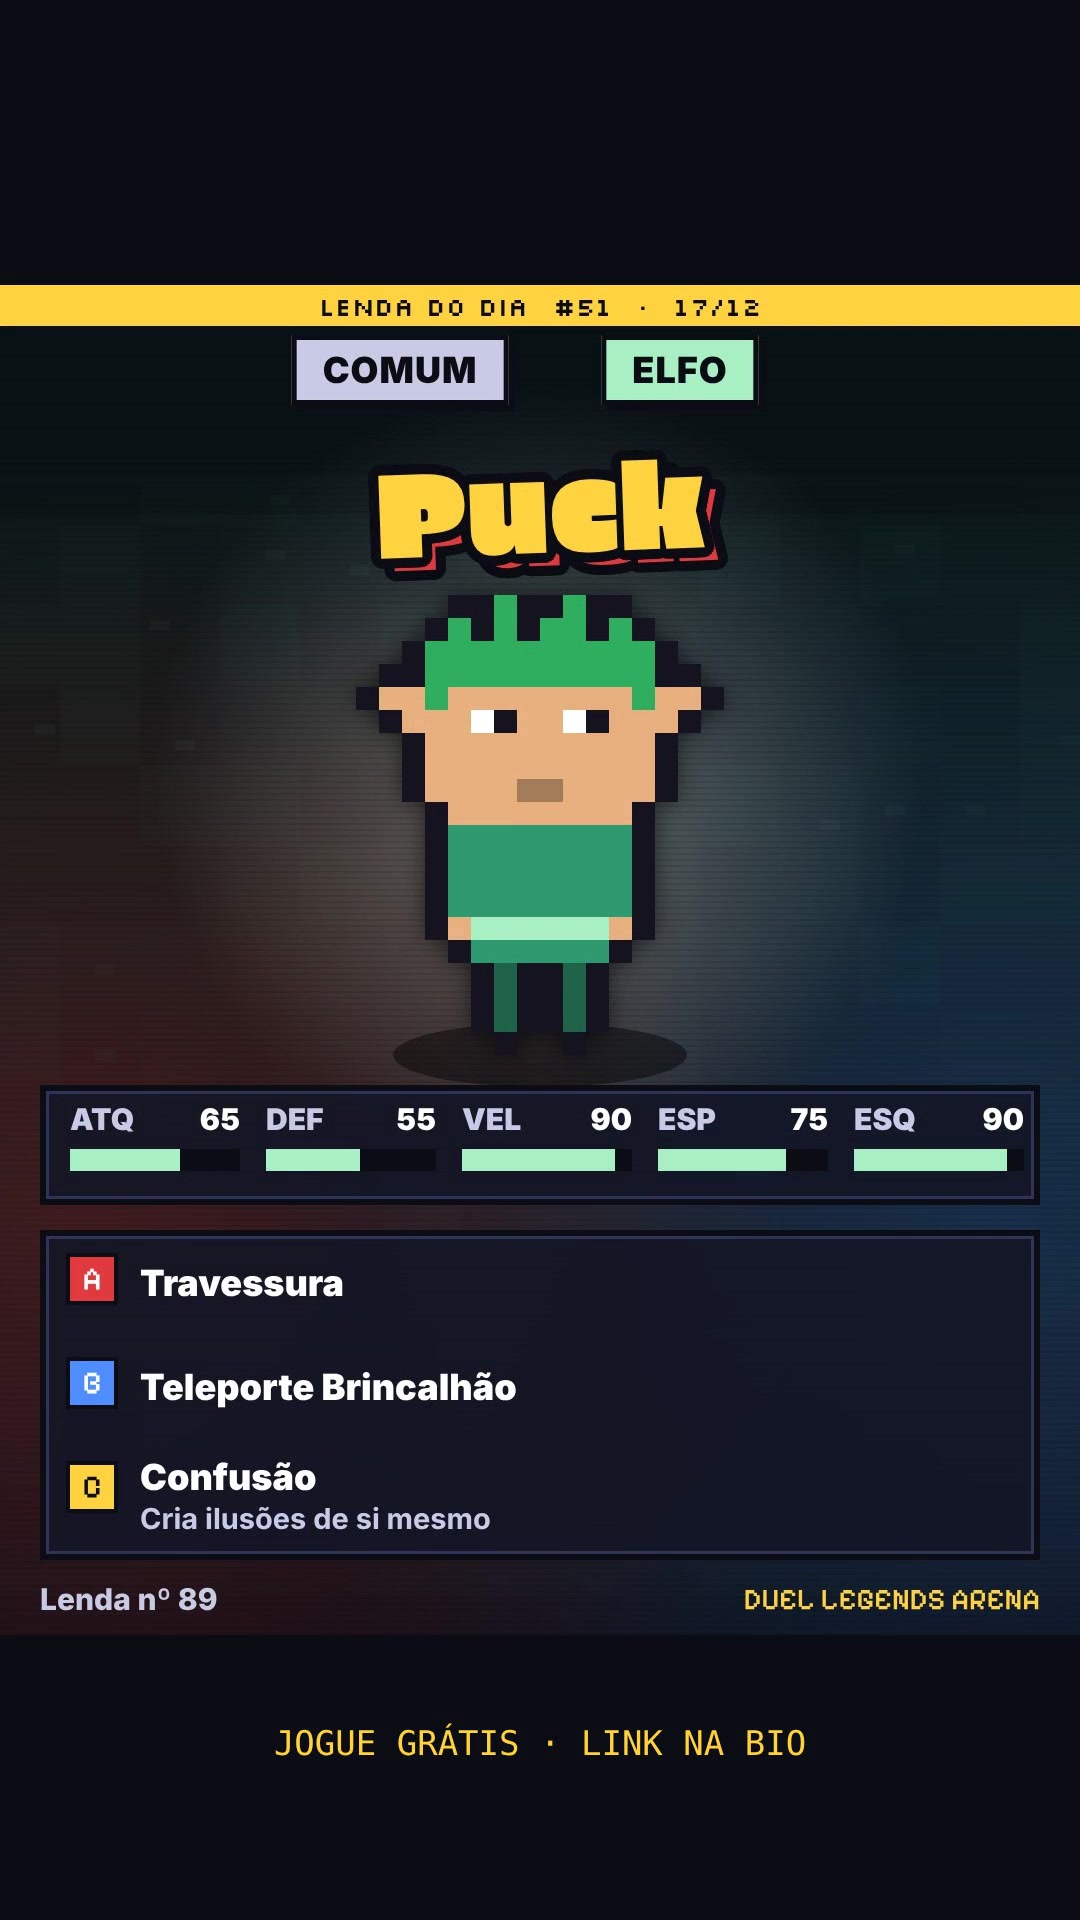 LENDA DO DIA #51 · 17/12
COMUM ELFO
Puck
ATQ 65 DEF 55 VEL 90 ESP 75 ESQ 90
A Travessura
B Teleporte Brincalhão
C Confusão
Cria ilusões de si mesmo
Lenda nº 89 DUEL LEGENDS ARENA
JOGUE GRÁTIS · LINK NA BIO